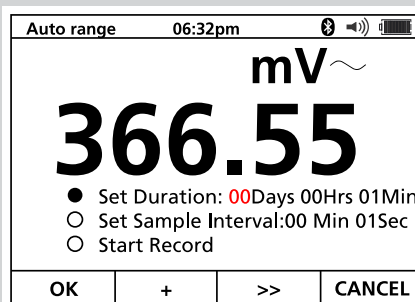 Auto range 06:32pm
mV~
366.55
Set Duration: 00Days 00Hrs 01Min
Set Sample Interval:00 Min 01Sec
Start Record
OK + >> CANCEL